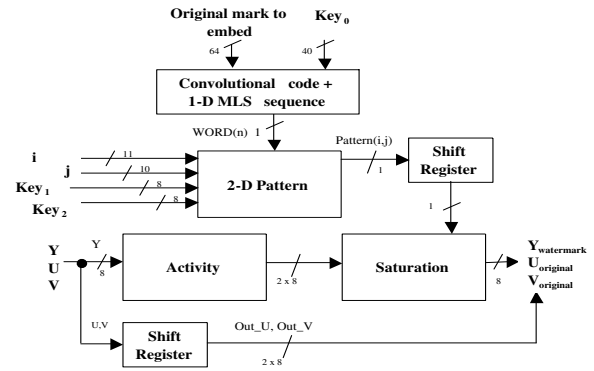 Original mark to
embed
Key0
64
40
Convolutional code +
1-D MLS sequence
WORD(n) 1
Pattern(i,j)
i
11
j
10
Key1
8
Key2
8
2-D Pattern
1
Shift
Register
1
Y
U
V
Y
8
Activity
2 x 8
Saturation
8
Ywatermark
Uoriginal
Voriginal
U,V
Shift
Register
Out_U, Out_V
2 x 8